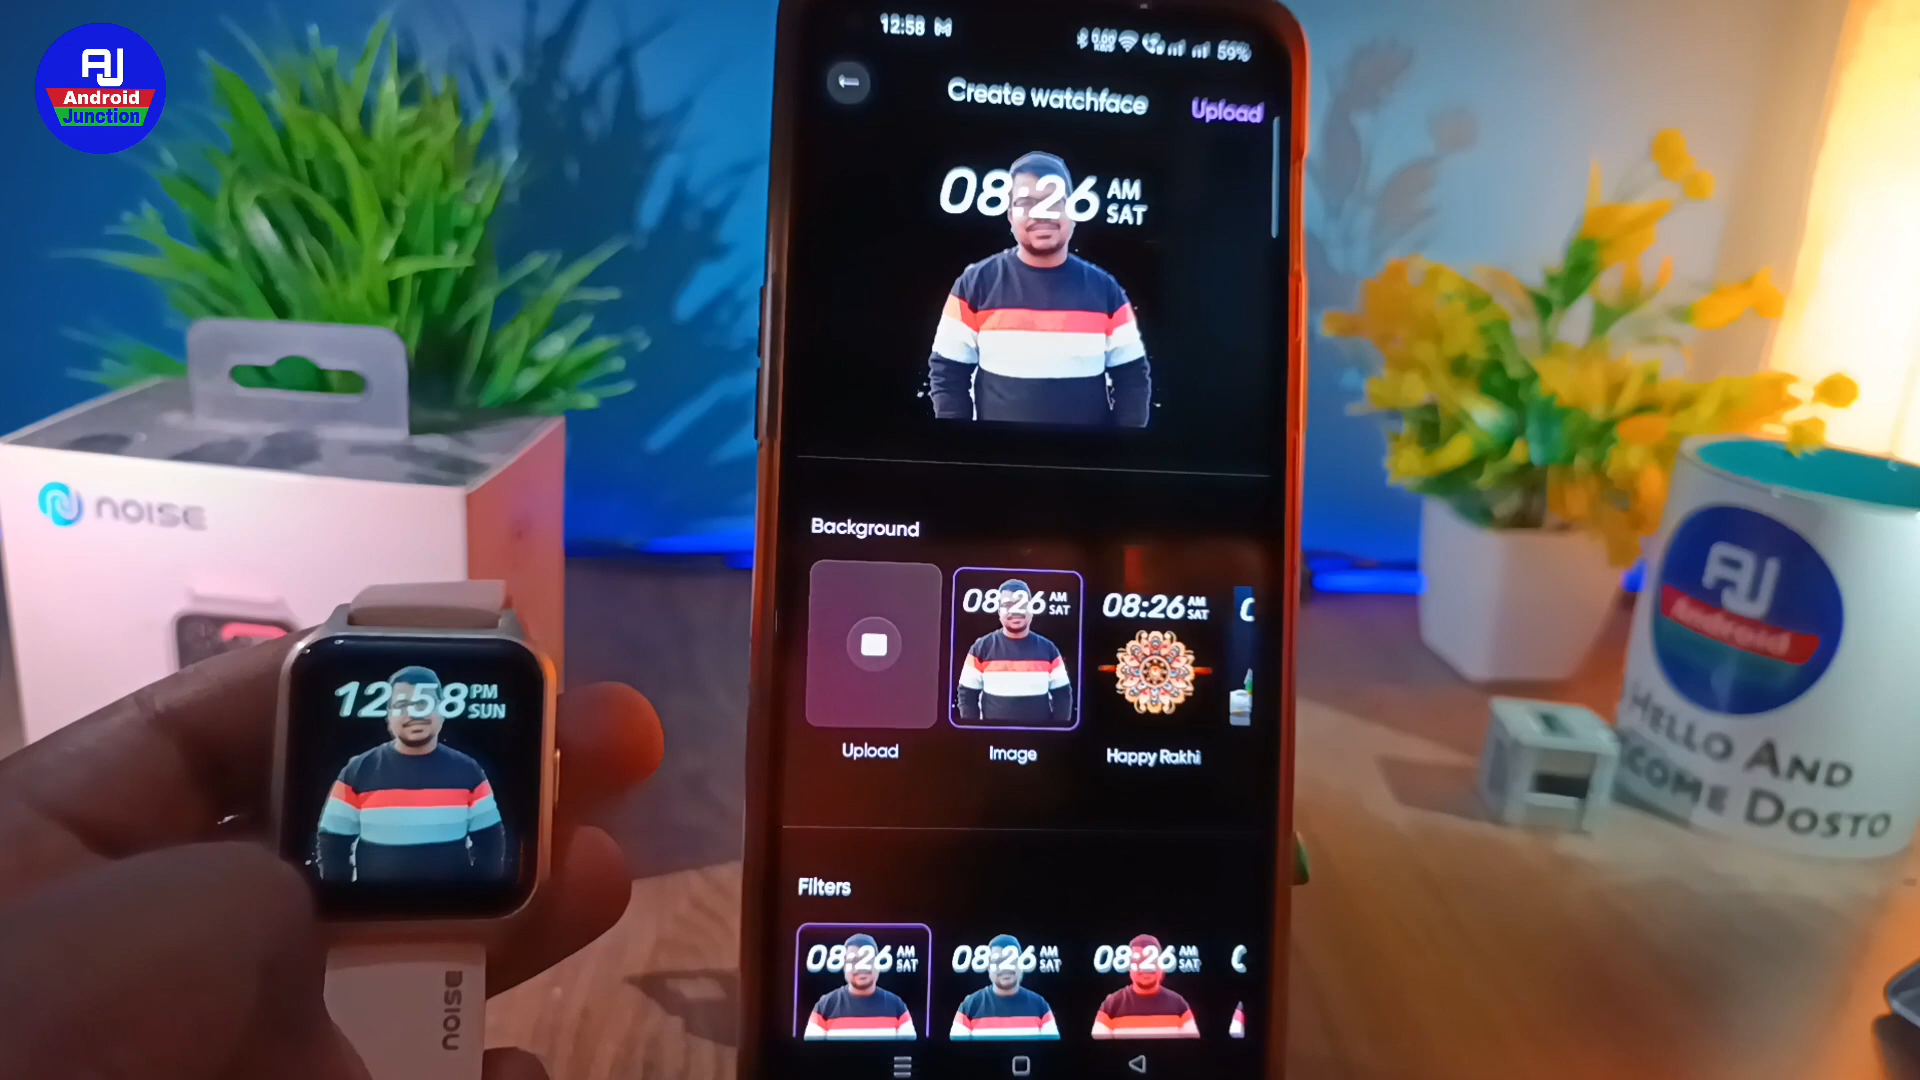 AJ
Android
Junction
12:58
59%
Create watchface
Upload
08:26 AM
SAT
noise
Background
08:26 AM
SAT
08:26 AM
SAT
Upload
Image
Happy Rakhi
12:58 PM
SUN
Filters
08:26 AM
SAT
08:26 AM
SAT
08:26 AM
SAT
noise
AJ
Android
Hello And
Dosto